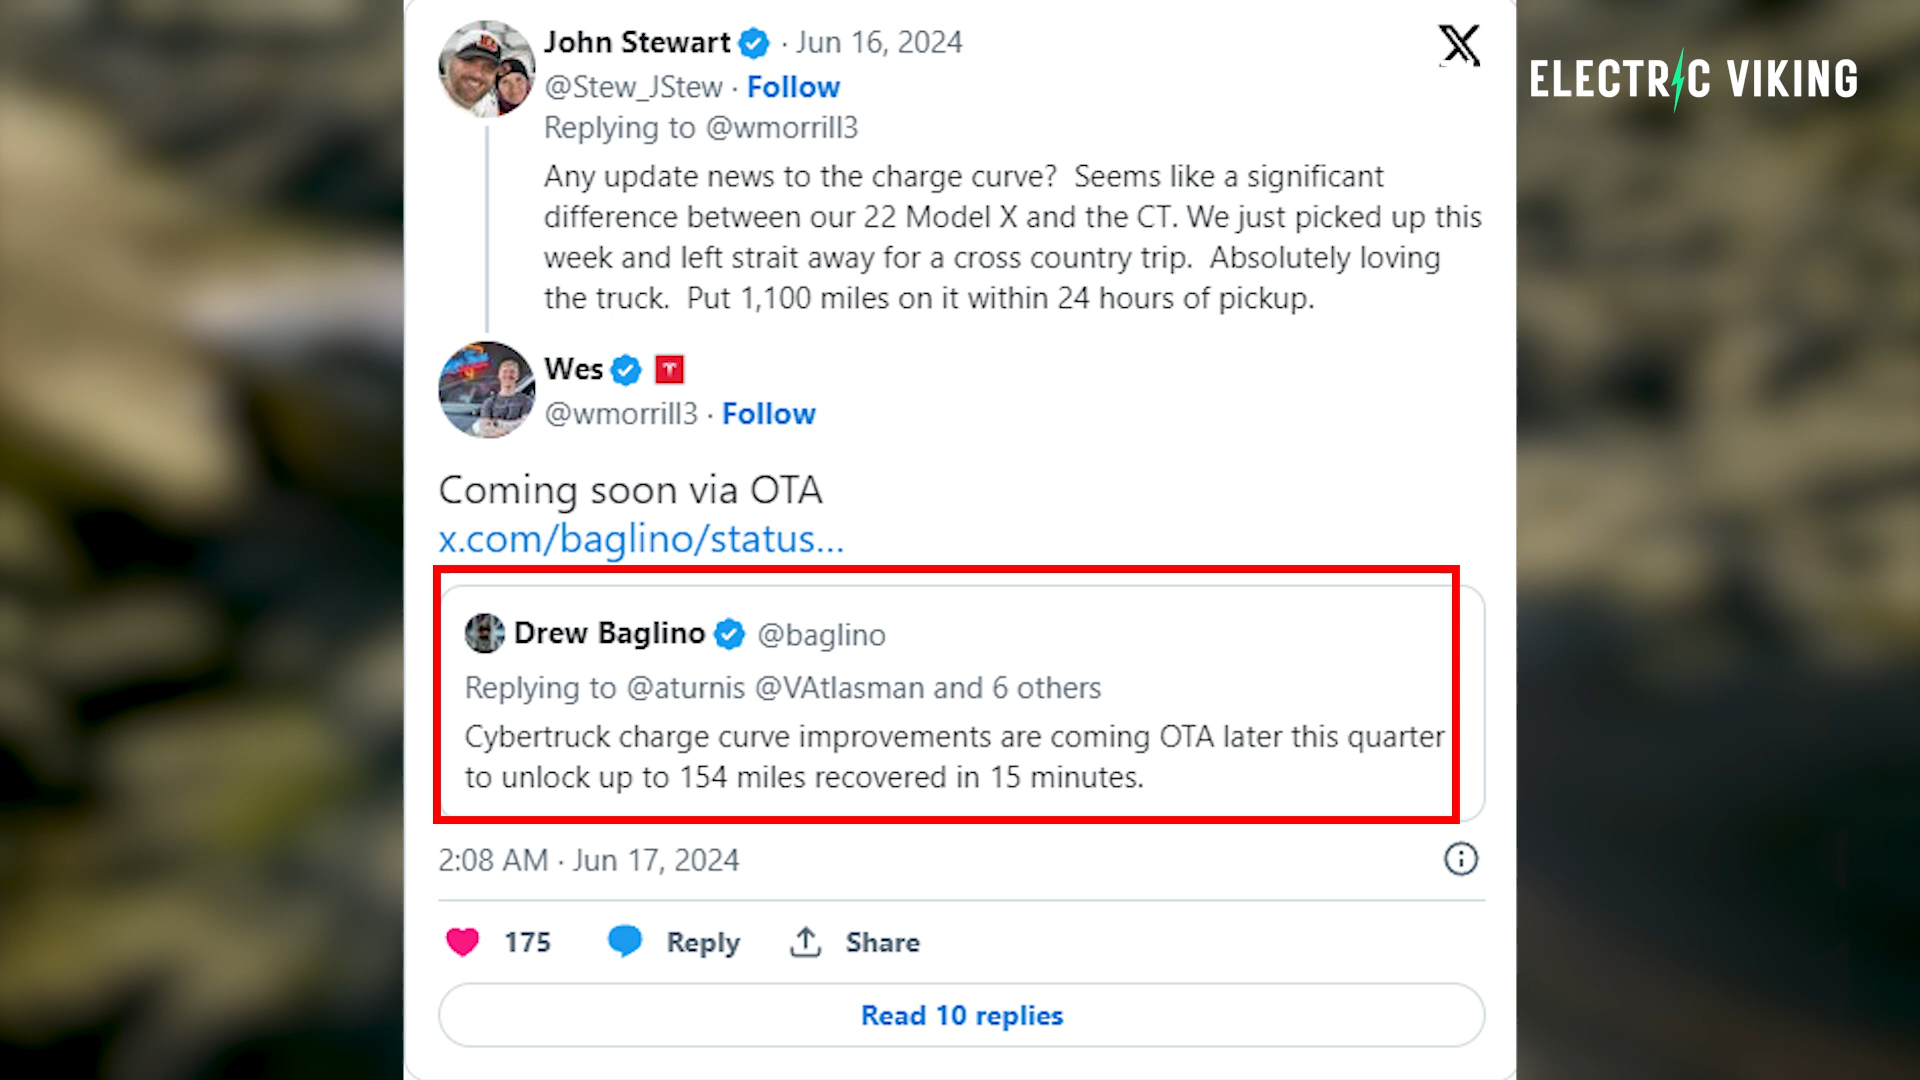 John Stewart · Jun 16, 2024
@Stew_JStew · Follow
Replying to @wmorrill3
Any update news to the charge curve? Seems like a significant
difference between our 22 Model X and the CT. We just picked up this
week and left strait away for a cross country trip. Absolutely loving
the truck. Put 1,100 miles on it within 24 hours of pickup.
ELECTRIC VIKING
Wes
@wmorrill3 · Follow
Coming soon via OTA
x.com/baglino/status...
Drew Baglino @baglino
Replying to @aturnis @VAtlasman and 6 others
Cybertruck charge curve improvements are coming OTA later this quarter
to unlock up to 154 miles recovered in 15 minutes.
2:08 AM · Jun 17, 2024
175 Reply Share
Read 10 replies